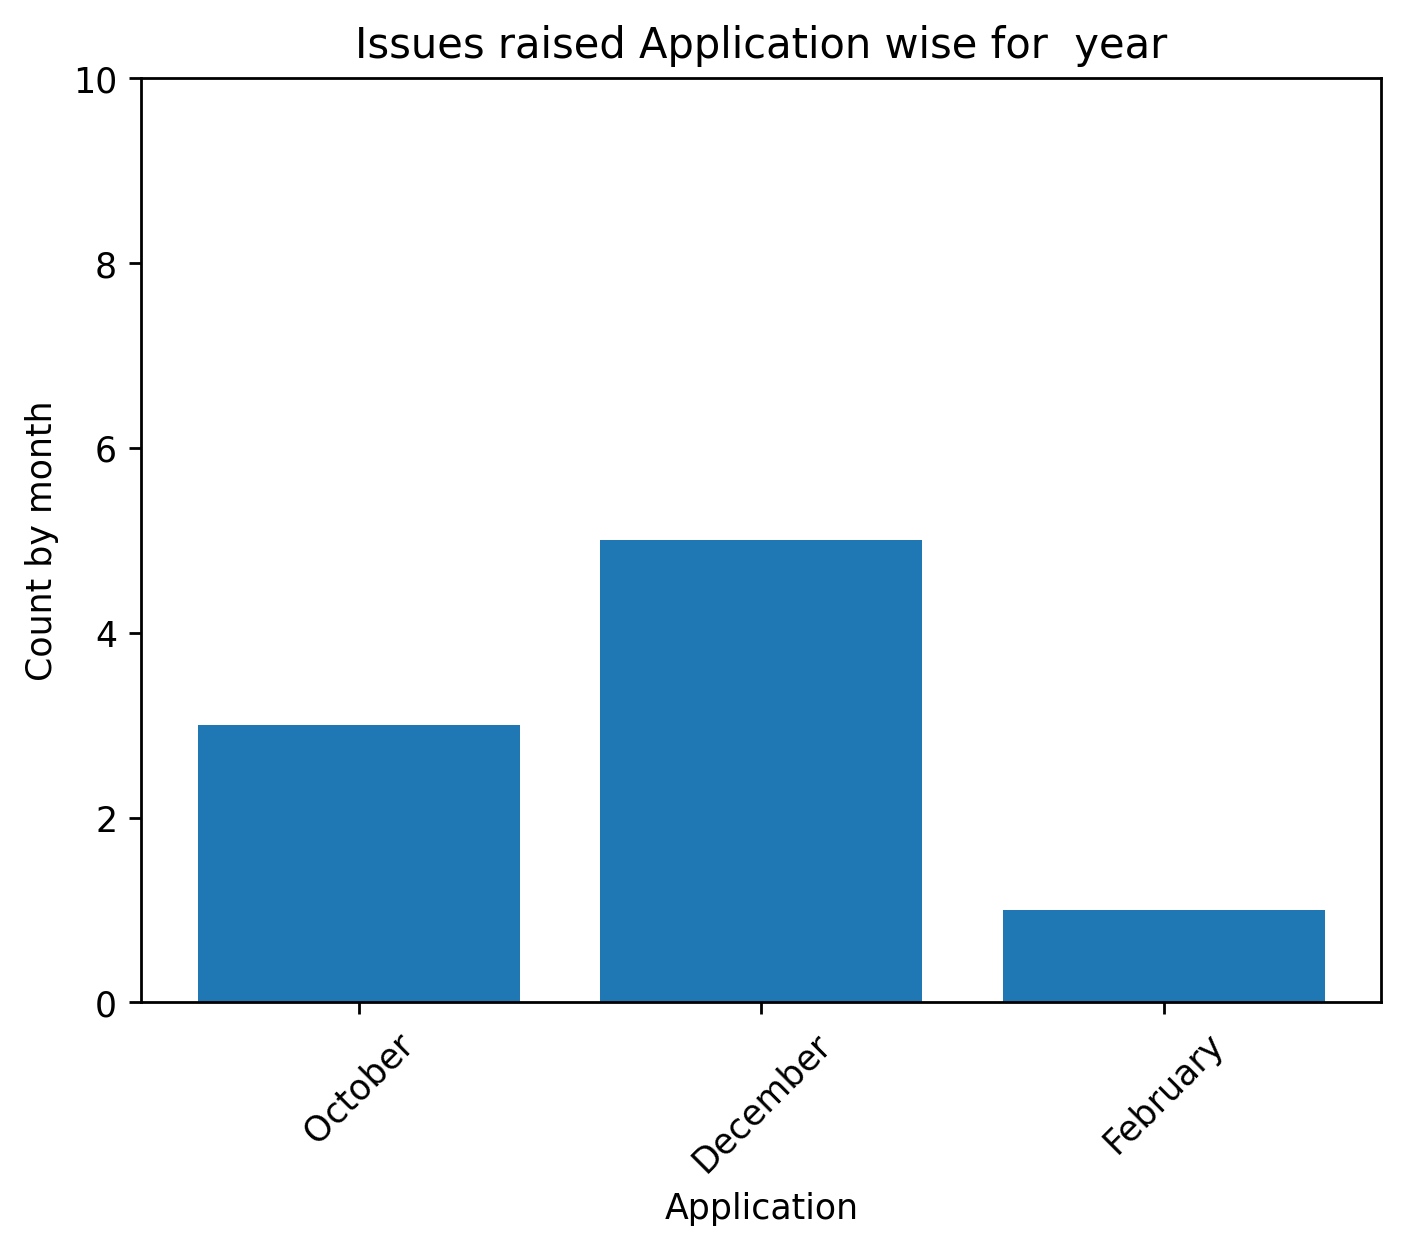 Issues raised Application wise for  year
Count by month
10
8
6
4
2
0
October
December
February
Application